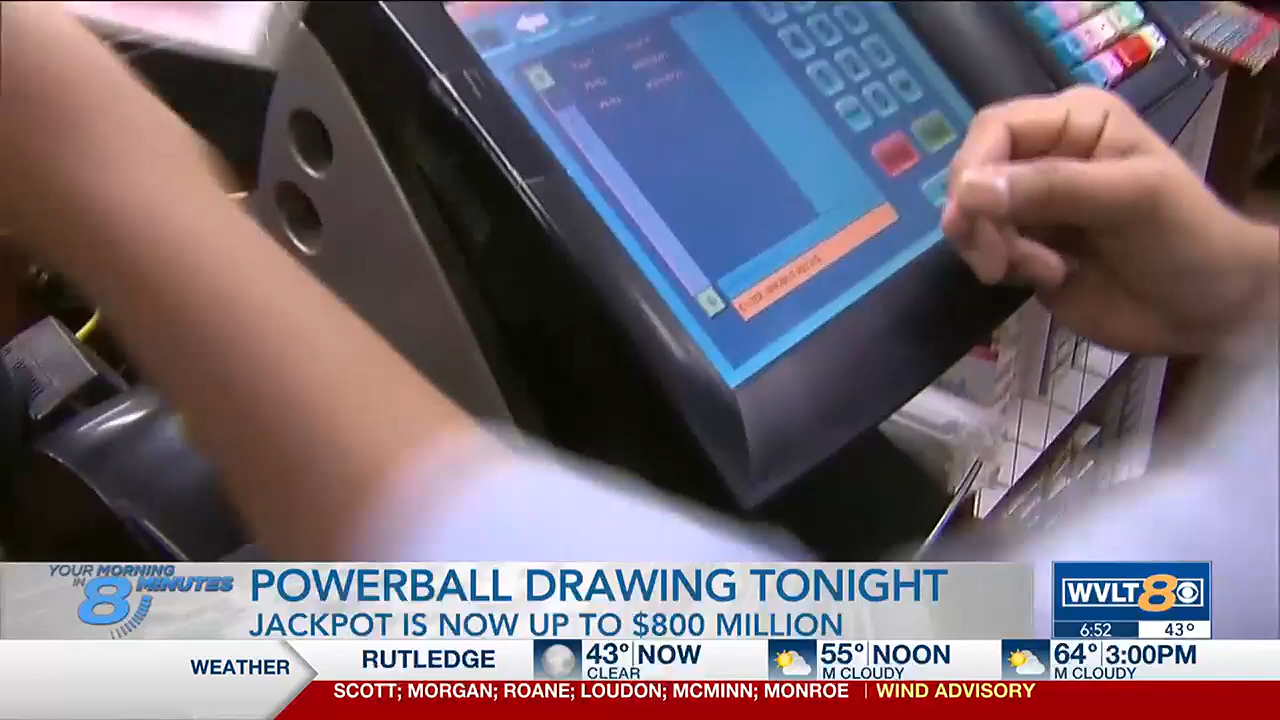 YOUR MORNING
IN 8 MINUTES
POWERBALL DRAWING TONIGHT
JACKPOT IS NOW UP TO $800 MILLION
WVLT 8
6:52 43°
WEATHER
RUTLEDGE
43° NOW
CLEAR
55° NOON
M CLOUDY
64° 3:00PM
M CLOUDY
SCOTT; MORGAN; ROANE; LOUDON; MCMINN; MONROE | WIND ADVISORY